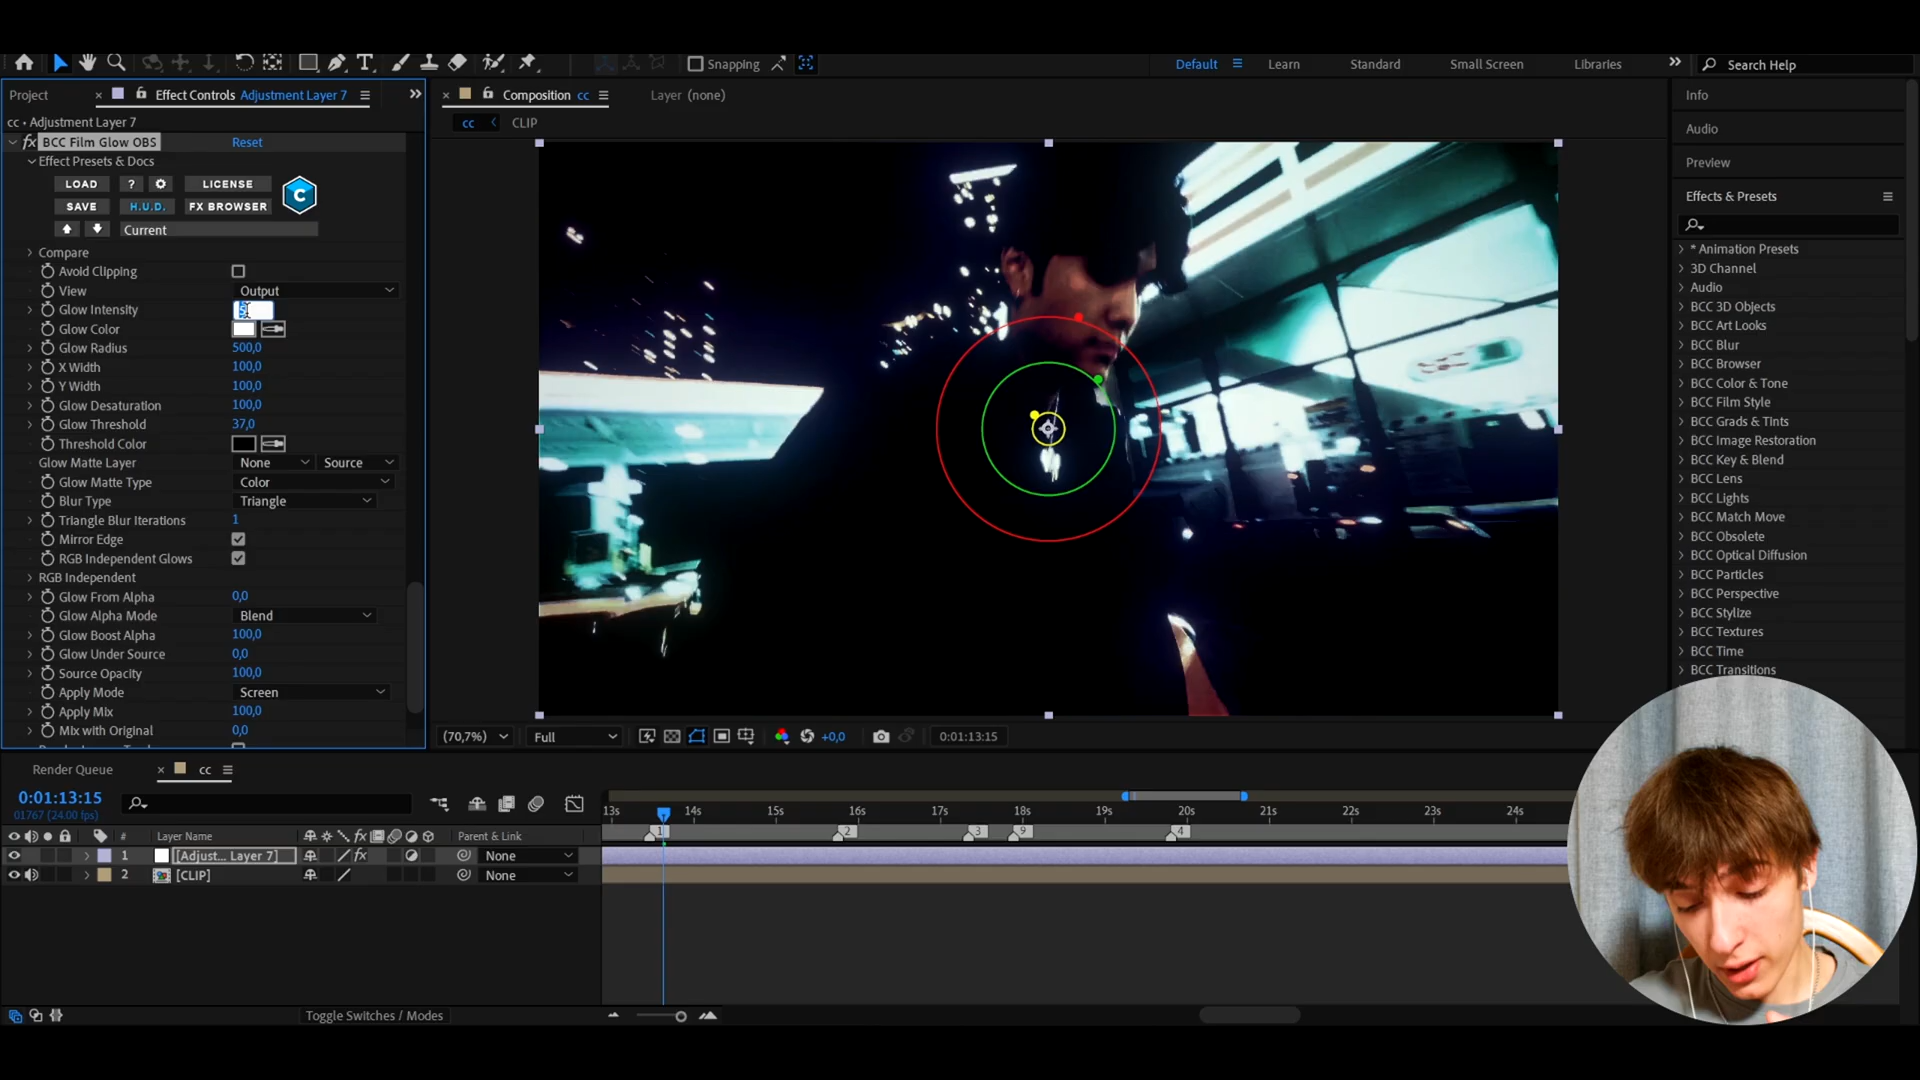 Snapping
Default
Learn
Standard
Small Screen
Libraries
Search Help
Project
Effect Controls Adjustment Layer 7
Composition cc
Layer (none)
Info
cc • Adjustment Layer 7
cc
CLIP
Audio
fx BCC Film Glow OBS
Reset
Effect Presets & Docs
Preview
LOAD
?
LICENSE
SAVE
H.U.D.
FX BROWSER
C
Effects & Presets
Current
Compare
Avoid Clipping
View
Output
Glow Intensity
Glow Color
Glow Radius
500,0
X Width
100,0
Y Width
100,0
Glow Desaturation
100,0
Glow Threshold
37,0
Threshold Color
Glow Matte Layer
None
Source
Glow Matte Type
Color
Blur Type
Triangle
Triangle Blur Iterations
1
Mirror Edge
RGB Independent Glows
RGB Independent
Glow From Alpha
0,0
Glow Alpha Mode
Blend
Glow Boost Alpha
100,0
Glow Under Source
0,0
Source Opacity
100,0
Apply Mode
Screen
Apply Mix
100,0
Mix with Original
0,0
* Animation Presets
3D Channel
Audio
BCC 3D Objects
BCC Art Looks
BCC Blur
BCC Browser
BCC Color & Tone
BCC Film Style
BCC Grads & Tints
BCC Image Restoration
BCC Key & Blend
BCC Lens
BCC Lights
BCC Match Move
BCC Obsolete
BCC Optical Diffusion
BCC Particles
BCC Perspective
BCC Stylize
BCC Textures
BCC Time
BCC Transitions
(70,7%)
Full
+0,0
0:01:13:15
Render Queue
cc
0:01:13:15
01767 (24.00 fps)
13s
14s
15s
16s
17s
18s
19s
20s
21s
22s
23s
24s
1
2
3
9
4
#
Layer Name
fx
Parent & Link
1
[Adjust... Layer 7]
fx
None
2
[CLIP]
None
Toggle Switches / Modes